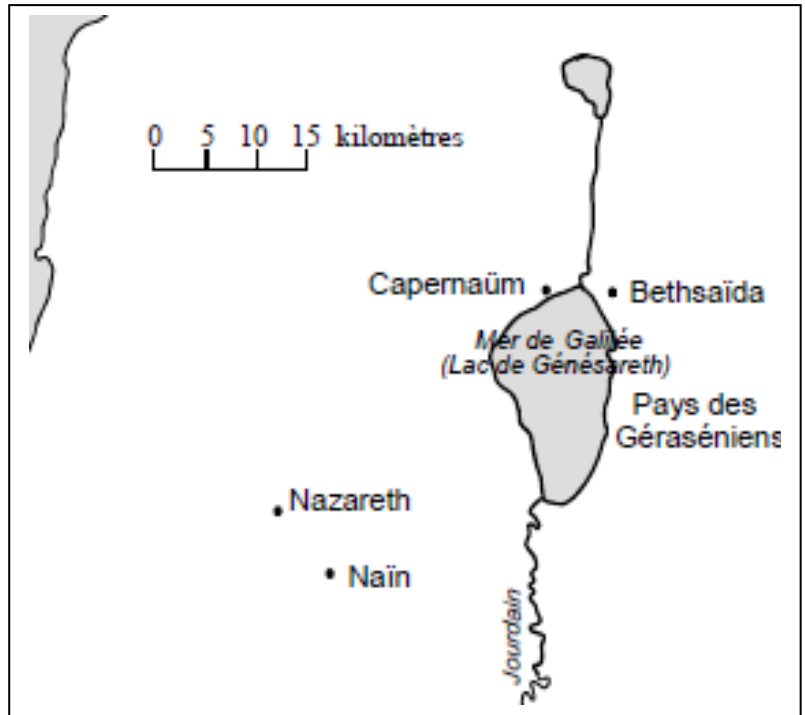 0 5 10 15 kilomètres
Capernaüm
Bethsaïda
Mer de Galilée
(Lac de Génésareth)
Pays des
Géraséniens
Nazareth
Naïn
Jourdain